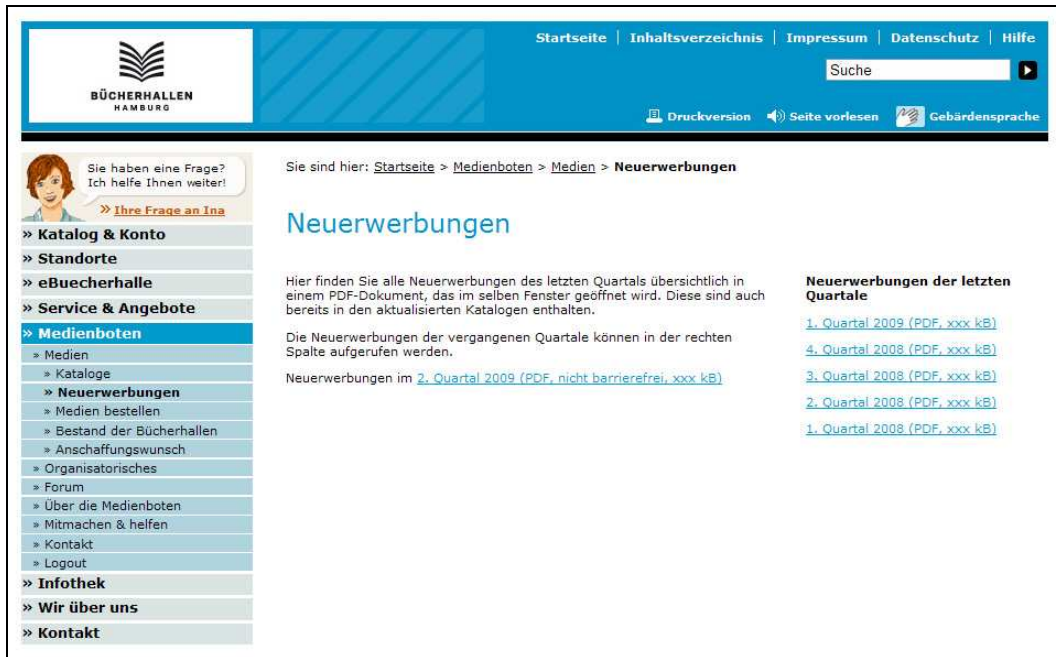 BÜCHERHALLEN
HAMBURG
Startseite | Inhaltsverzeichnis | Impressum | Datenschutz | Hilfe
Suche
Druckversion Seite vorlesen Gebärdensprache
Sie haben eine Frage?
Ich helfe Ihnen weiter!
» Ihre Frage an Ina
» Katalog & Konto
» Standorte
» eBuecherhalle
» Service & Angebote
» Medienboten
» Medien
» Kataloge
» Neuerwerbungen
» Medien bestellen
» Bestand der Bücherhallen
» Anschaffungswunsch
» Organisatorisches
» Forum
» Über die Medienboten
» Mitmachen & helfen
» Kontakt
» Logout
» Infothek
» Wir über uns
» Kontakt
Sie sind hier: Startseite > Medienboten > Medien > Neuerwerbungen
Neuerwerbungen
Hier finden Sie alle Neuerwerbungen des letzten Quartals übersichtlich in
einem PDF-Dokument, das im selben Fenster geöffnet wird. Diese sind auch
bereits in den aktualisierten Katalogen enthalten.
Die Neuerwerbungen der vergangenen Quartale können in der rechten
Spalte aufgerufen werden.
Neuerwerbungen im 2. Quartal 2009 (PDF, nicht barrierefrei, xxx kB)
Neuerwerbungen der letzten
Quartale
1. Quartal 2009 (PDF, xxx kB)
4. Quartal 2008 (PDF, xxx kB)
3. Quartal 2008 (PDF, xxx kB)
2. Quartal 2008 (PDF, xxx kB)
1. Quartal 2008 (PDF, xxx kB)